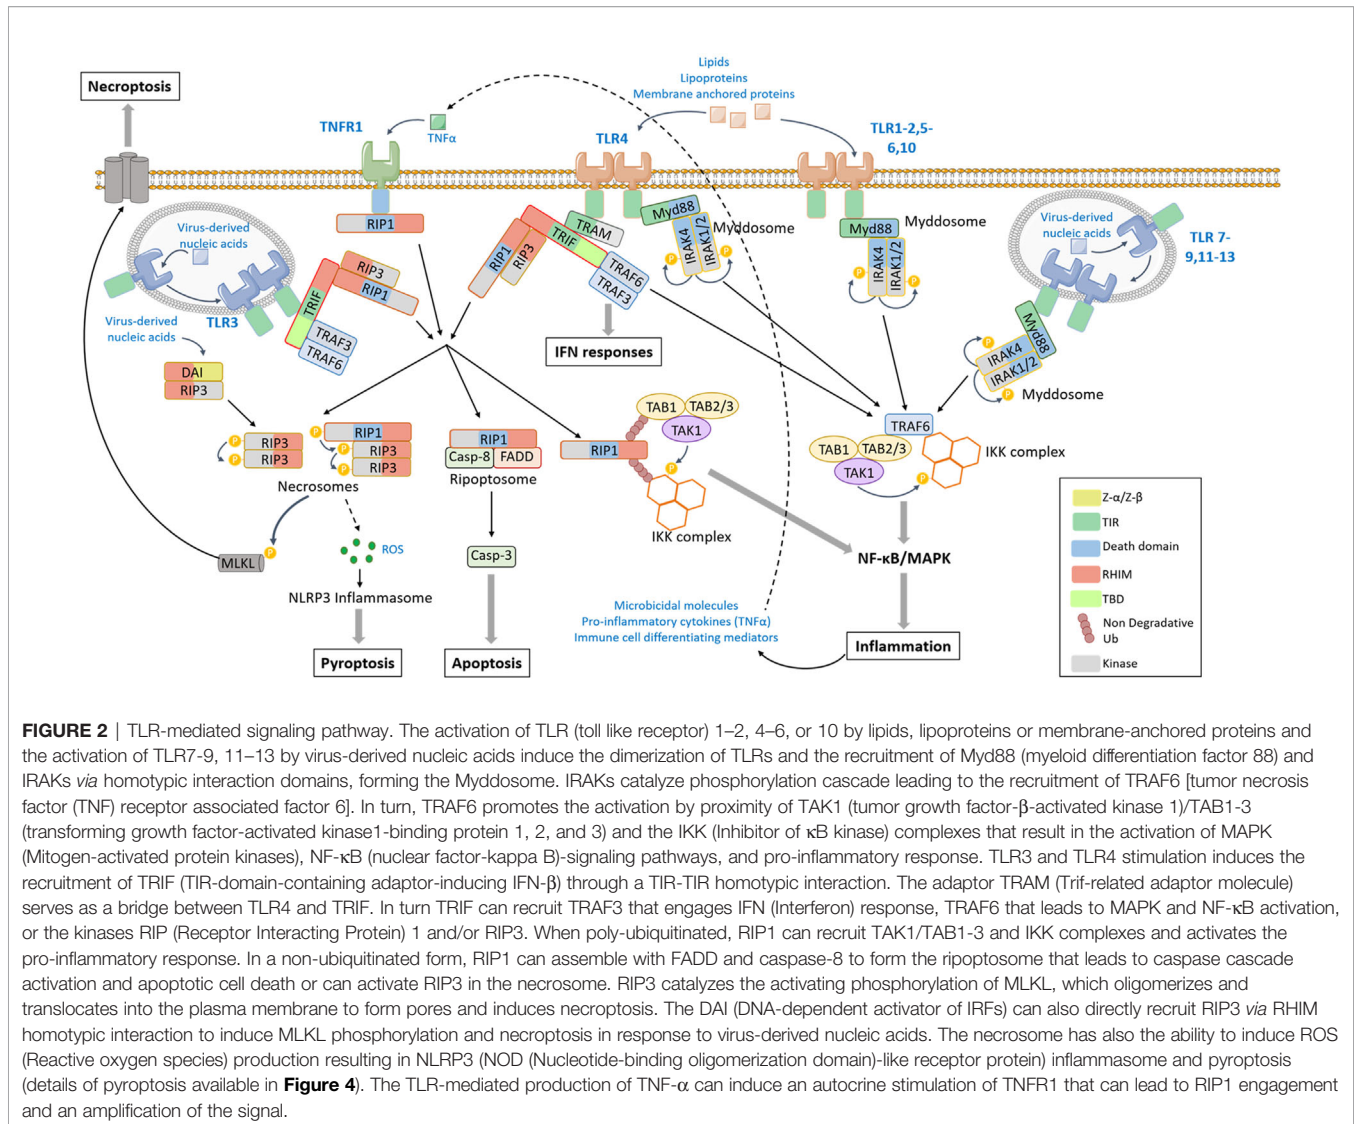 Necroptosis
TNFR1
TNFα
Lipids
Lipoproteins
Membrane anchored proteins
TLR4
TLR1-2,5-
6,10
RIP1
Virus-derived
nucleic acids
TLR3
Virus-derived
nucleic acids
DAI
RIP3
TRIF
TRAF3
TRAF6
RIP3
RIP1
RIP1
RIP3
TRIF
TRAM
TRAF6
TRAF3
IFN responses
Myd88
IRAK4
IRAK1/2
Myddosome
Myd88
IRAK4
IRAK1/2
Myddosome
Virus-derived
nucleic acids
TLR 7-
9,11-13
Myd88
IRAK4
IRAK1/2
P
P
P
P
P
P
Myddosome
P
P
RIP3
RIP3
P
P
P
RIP1
RIP3
RIP3
Necrosomes
RIP1
Casp-8
FADD
Ripoptosome
RIP1
TAB1
TAB2/3
TAK1
P
IKK complex
TRAF6
TAB1
TAB2/3
TAK1
P
IKK complex
MLKL
P
ROS
NLRP3 Inflammasome
Pyroptosis
Casp-3
Apoptosis
NF-κB/MAPK
Inflammation
Microbicidal molecules
Pro-inflammatory cytokines (TNFα)
Immune cell differentiating mediators
Z-α/Z-β
TIR
Death domain
RHIM
TBD
Non Degradative
Ub
Kinase
FIGURE 2 | TLR-mediated signaling pathway. The activation of TLR (toll like receptor) 1–2, 4–6, or 10 by lipids, lipoproteins or membrane-anchored proteins and
the activation of TLR7-9, 11–13 by virus-derived nucleic acids induce the dimerization of TLRs and the recruitment of Myd88 (myeloid differentiation factor 88) and
IRAKs via homotypic interaction domains, forming the Myddosome. IRAKs catalyze phosphorylation cascade leading to the recruitment of TRAF6 [tumor necrosis
factor (TNF) receptor associated factor 6]. In turn, TRAF6 promotes the activation by proximity of TAK1 (tumor growth factor-β-activated kinase 1)/TAB1-3
(transforming growth factor-activated kinase1-binding protein 1, 2, and 3) and the IKK (Inhibitor of κB kinase) complexes that result in the activation of MAPK
(Mitogen-activated protein kinases), NF-κB (nuclear factor-kappa B)-signaling pathways, and pro-inflammatory response. TLR3 and TLR4 stimulation induces the
recruitment of TRIF (TIR-domain-containing adaptor-inducing IFN-β) through a TIR-TIR homotypic interaction. The adaptor TRAM (Trif-related adaptor molecule)
serves as a bridge between TLR4 and TRIF. In turn TRIF can recruit TRAF3 that engages IFN (Interferon) response, TRAF6 that leads to MAPK and NF-κB activation,
or the kinases RIP (Receptor Interacting Protein) 1 and/or RIP3. When poly-ubiquitinated, RIP1 can recruit TAK1/TAB1-3 and IKK complexes and activates the
pro-inflammatory response. In a non-ubiquitinated form, RIP1 can assemble with FADD and caspase-8 to form the ripoptosome that leads to caspase cascade
activation and apoptotic cell death or can activate RIP3 in the necrosome. RIP3 catalyzes the activating phosphorylation of MLKL, which oligomerizes and
translocates into the plasma membrane to form pores and induces necroptosis. The DAI (DNA-dependent activator of IRFs) can also directly recruit RIP3 via RHIM
homotypic interaction to induce MLKL phosphorylation and necroptosis in response to virus-derived nucleic acids. The necrosome has also the ability to induce ROS
(Reactive oxygen species) production resulting in NLRP3 (NOD (Nucleotide-binding oligomerization domain)-like receptor protein) inflammasome and pyroptosis
(details of pyroptosis available in Figure 4). The TLR-mediated production of TNF-α can induce an autocrine stimulation of TNFR1 that can lead to RIP1 engagement
and an amplification of the signal.